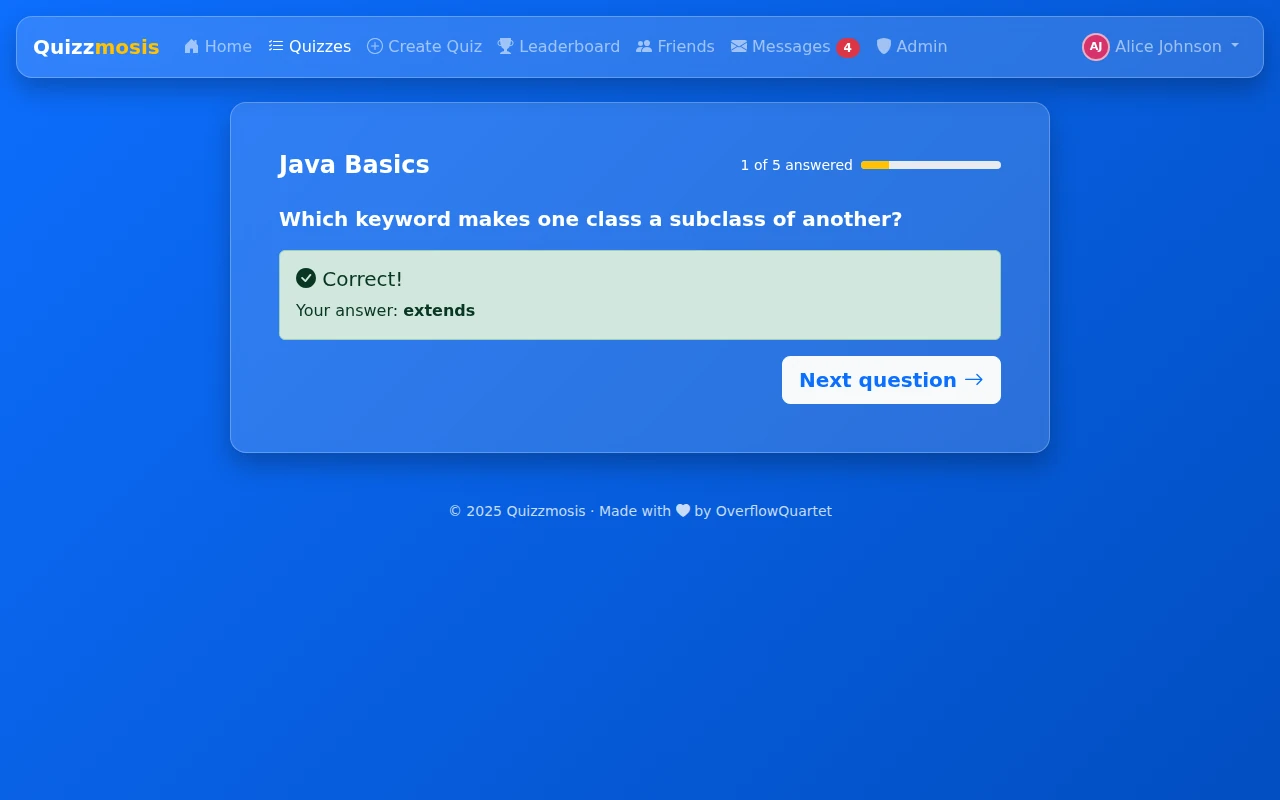 Quizzmosis Home Quizzes Create Quiz Leaderboard Friends Messages 4 Admin AJ Alice Johnson
Java Basics 1 of 5 answered
Which keyword makes one class a subclass of another?
Correct!
Your answer: extends
Next question →
© 2025 Quizzmosis · Made with by OverflowQuartet